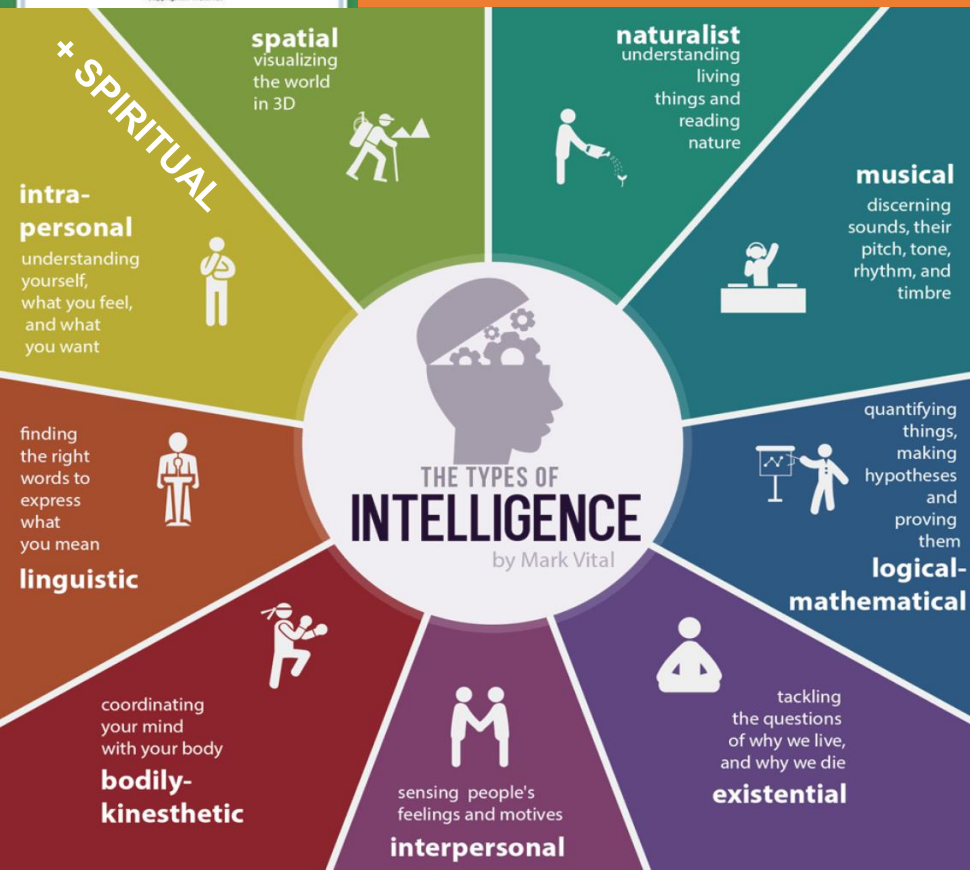 + SPIRITUAL
spatial
visualizing
the world
in 3D
naturalist
understanding
living
things and
reading
nature
musical
discerning
sounds, their
pitch, tone,
rhythm, and
timbre
intra-
personal
understanding
yourself,
what you feel,
and what
you want
THE TYPES OF
INTELLIGENCE
by Mark Vital
quantifying
things,
making
hypotheses
and
proving
them
logical-
mathematical
finding
the right
words to
express
what
you mean
linguistic
coordinating
your mind
with your body
bodily-
kinesthetic
sensing people's
feelings and motives
interpersonal
tackling
the questions
of why we live,
and why we die
existential